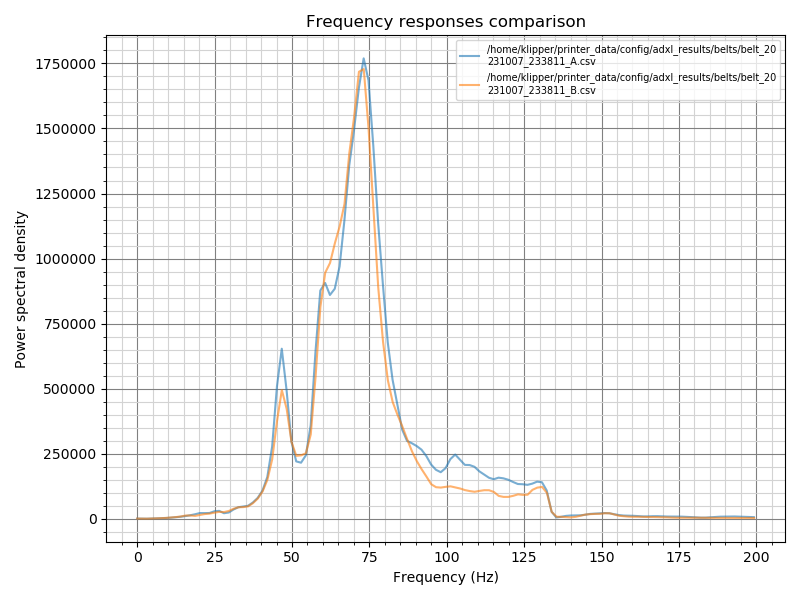 Frequency responses comparison
/home/klipper/printer_data/config/adxl_results/belts/belt_20
231007_233811_A.csv
/home/klipper/printer_data/config/adxl_results/belts/belt_20
231007_233811_B.csv
Power spectral density
1750000
1500000
1250000
1000000
750000
500000
250000
0
0 25 50 75 100 125 150 175 200
Frequency (Hz)